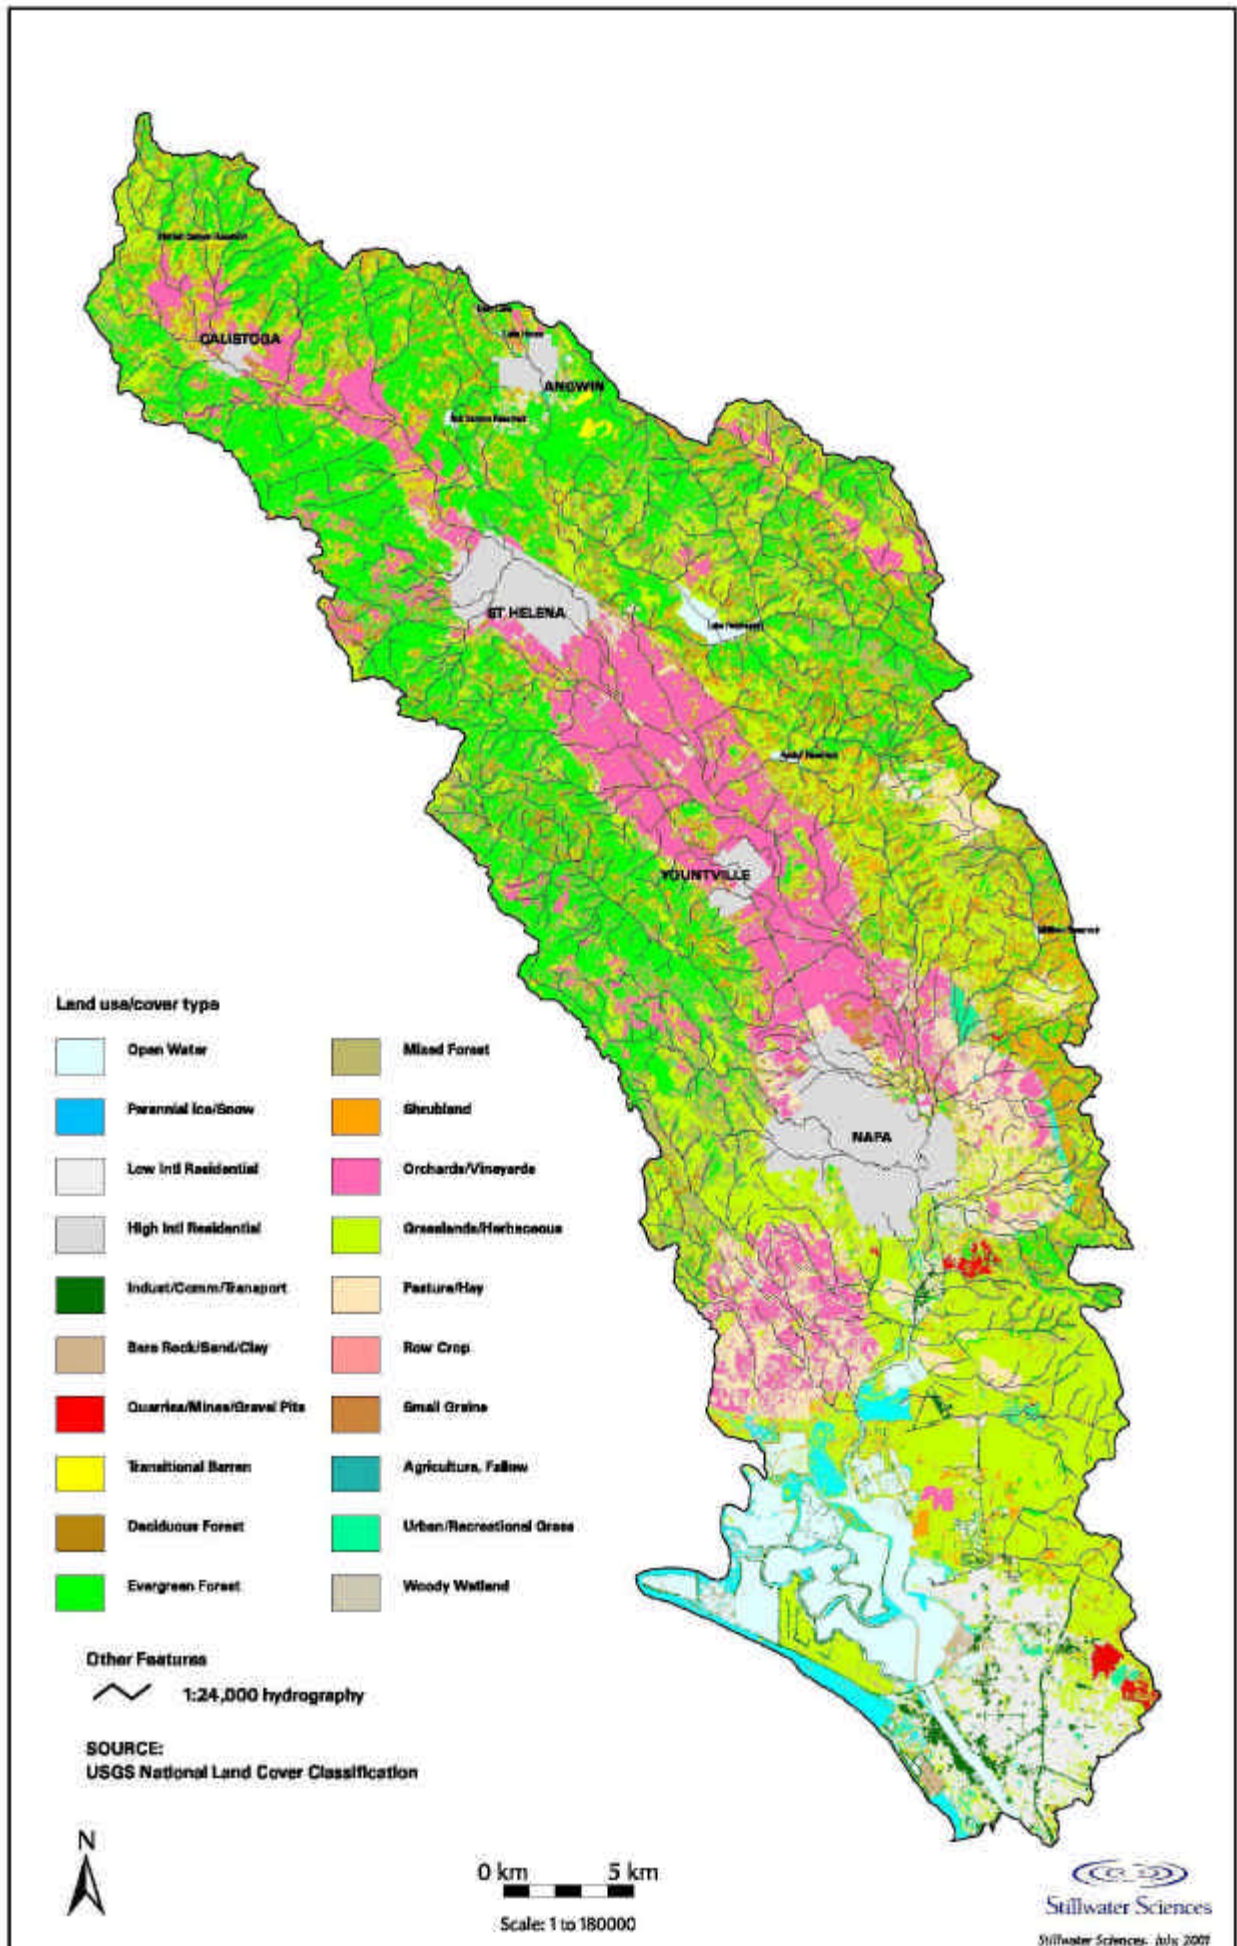 CALISTOGA
ANGWIN
ST HELENA
YOUNTVILLE
NAPA
Land use/cover type
Open Water
Perennial Ice/Snow
Low Intl Residential
High Intl Residential
Indust/Comm/Transport
Bare Rock/Sand/Clay
Quarries/Mines/Gravel Pits
Transitional Barren
Deciduous Forest
Evergreen Forest
Mixed Forest
Shrubland
Orchards/Vineyards
Grasslands/Herbaceous
Pasture/Hay
Row Crop
Small Grains
Agriculture, Fallow
Urban/Recreational Grass
Woody Wetland
Other Features
1:24,000 hydrography
SOURCE:
USGS National Land Cover Classification
N
0 km 5 km
Scale: 1 to 180000
Stillwater Sciences
Stillwater Sciences, July, 2001